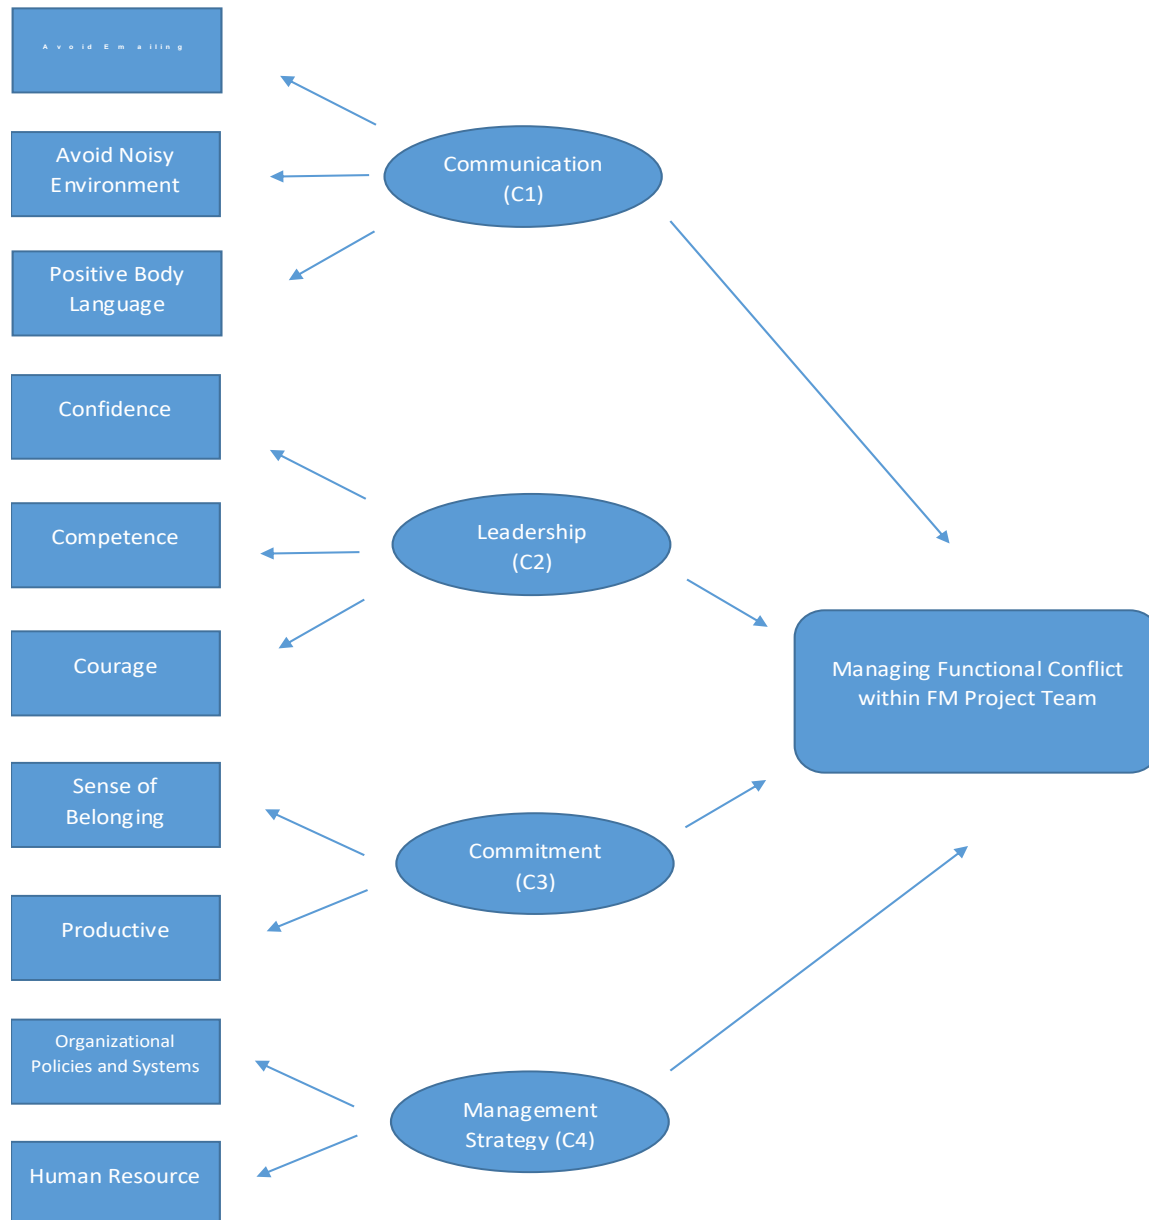 Avoid Emailing
Avoid Noisy
Environment
Positive Body
Language
Confidence
Competence
Courage
Sense of
Belonging
Productive
Organizational
Policies and Systems
Human Resource
Communication
(C1)
Leadership
(C2)
Commitment
(C3)
Management
Strategy (C4)
Managing Functional Conflict
within FM Project Team